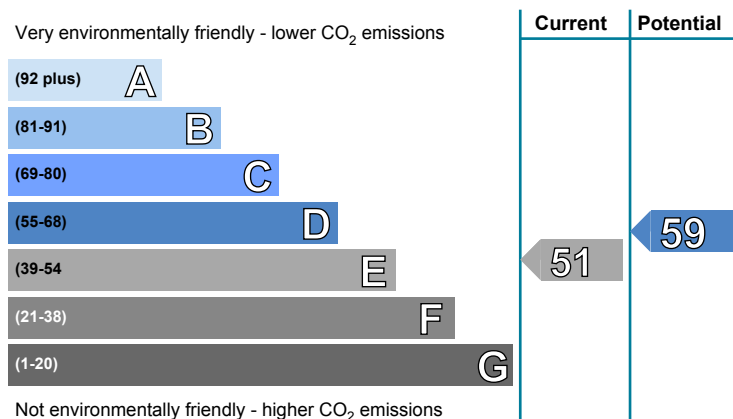 Very environmentally friendly - lower CO2 emissions
Current
Potential
(92 plus) A
(81-91) B
(69-80) C
(55-68) D
(39-54 E
(21-38) F
(1-20) G
51
59
Not environmentally friendly - higher CO2 emissions